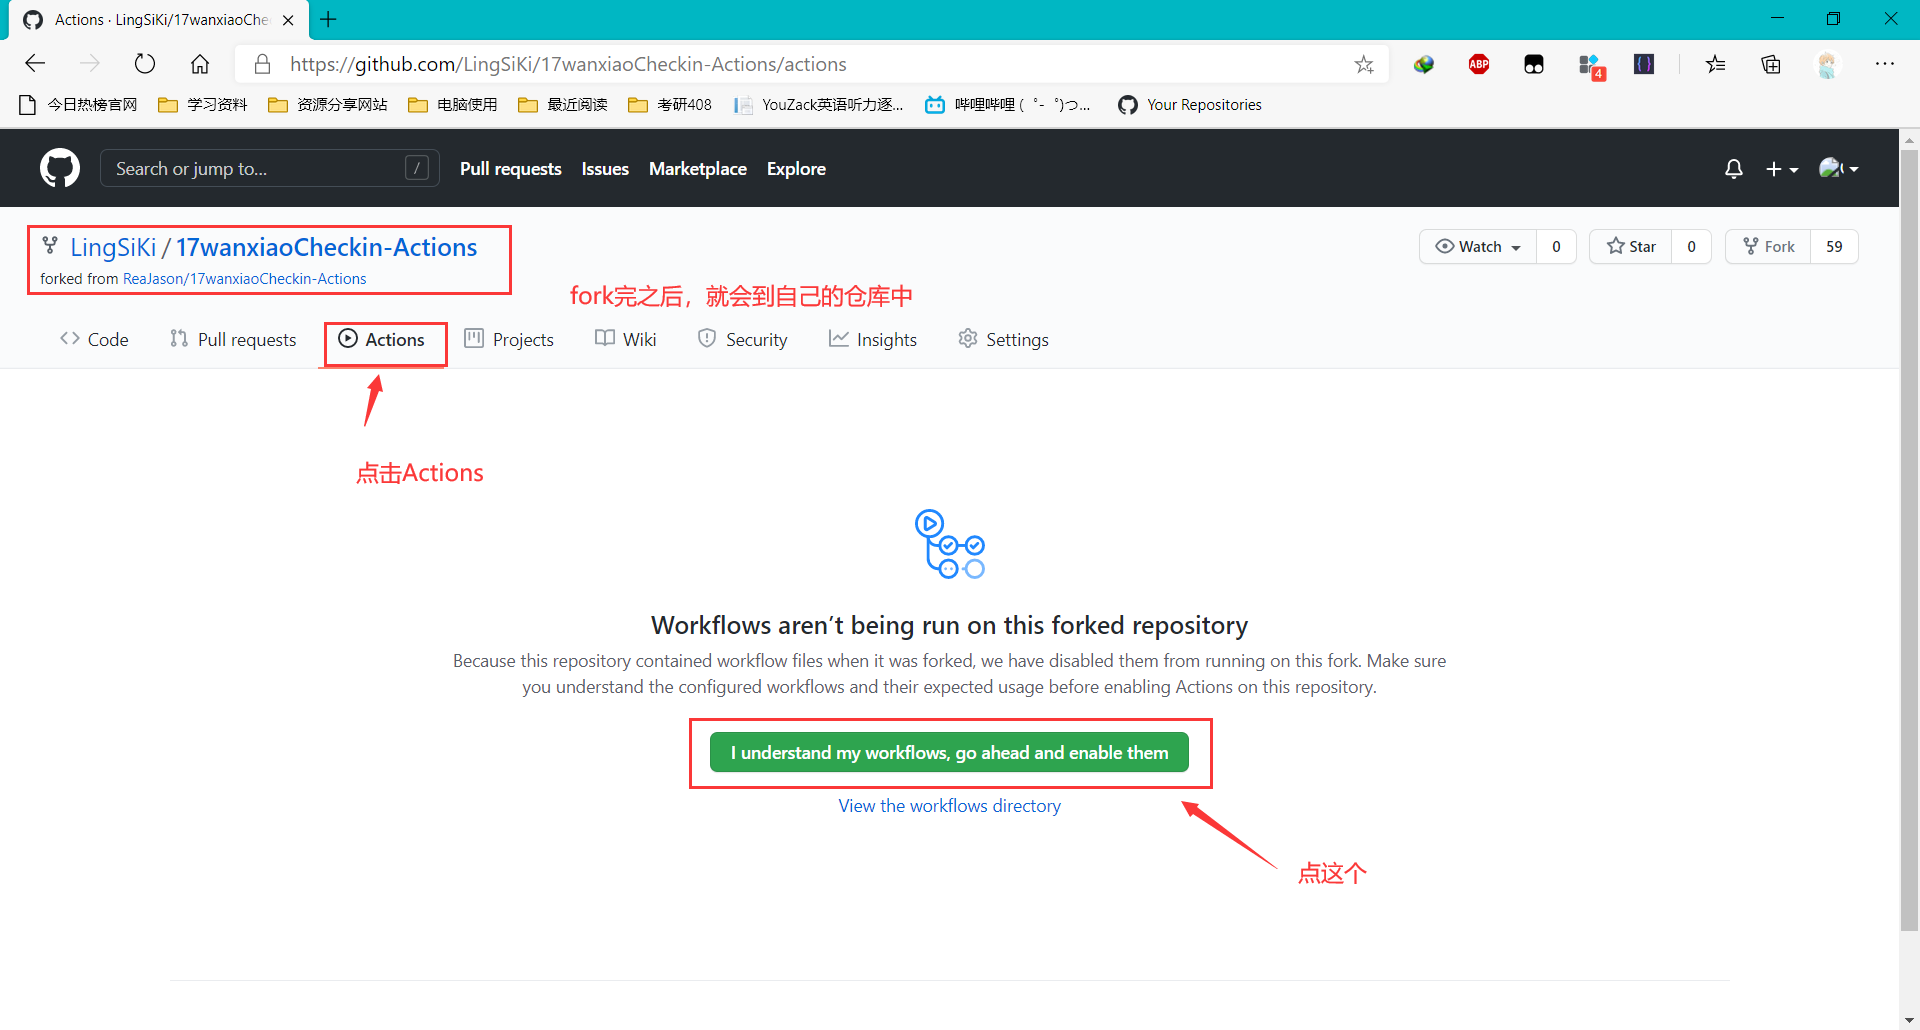 Actions · LingSiKi/17wanxiaoChe
https://github.com/LingSiKi/17wanxiaoCheckin-Actions/actions
ABP
4
今日热榜官网 学习资料 资源分享网站 电脑使用 最近阅读 考研408 YouZack英语听力逐... 哔哩哔哩 (゜-゜)つ... Your Repositories
Search or jump to... / Pull requests Issues Marketplace Explore
LingSiKi / 17wanxiaoCheckin-Actions
Watch 0 Star 0 Fork 59
forked from ReaJason/17wanxiaoCheckin-Actions
fork完之后，就会到自己的仓库中
Code Pull requests Actions Projects Wiki Security Insights Settings
点击Actions
Workflows aren’t being run on this forked repository
Because this repository contained workflow files when it was forked, we have disabled them from running on this fork. Make sure
you understand the configured workflows and their expected usage before enabling Actions on this repository.
I understand my workflows, go ahead and enable them
View the workflows directory
点这个